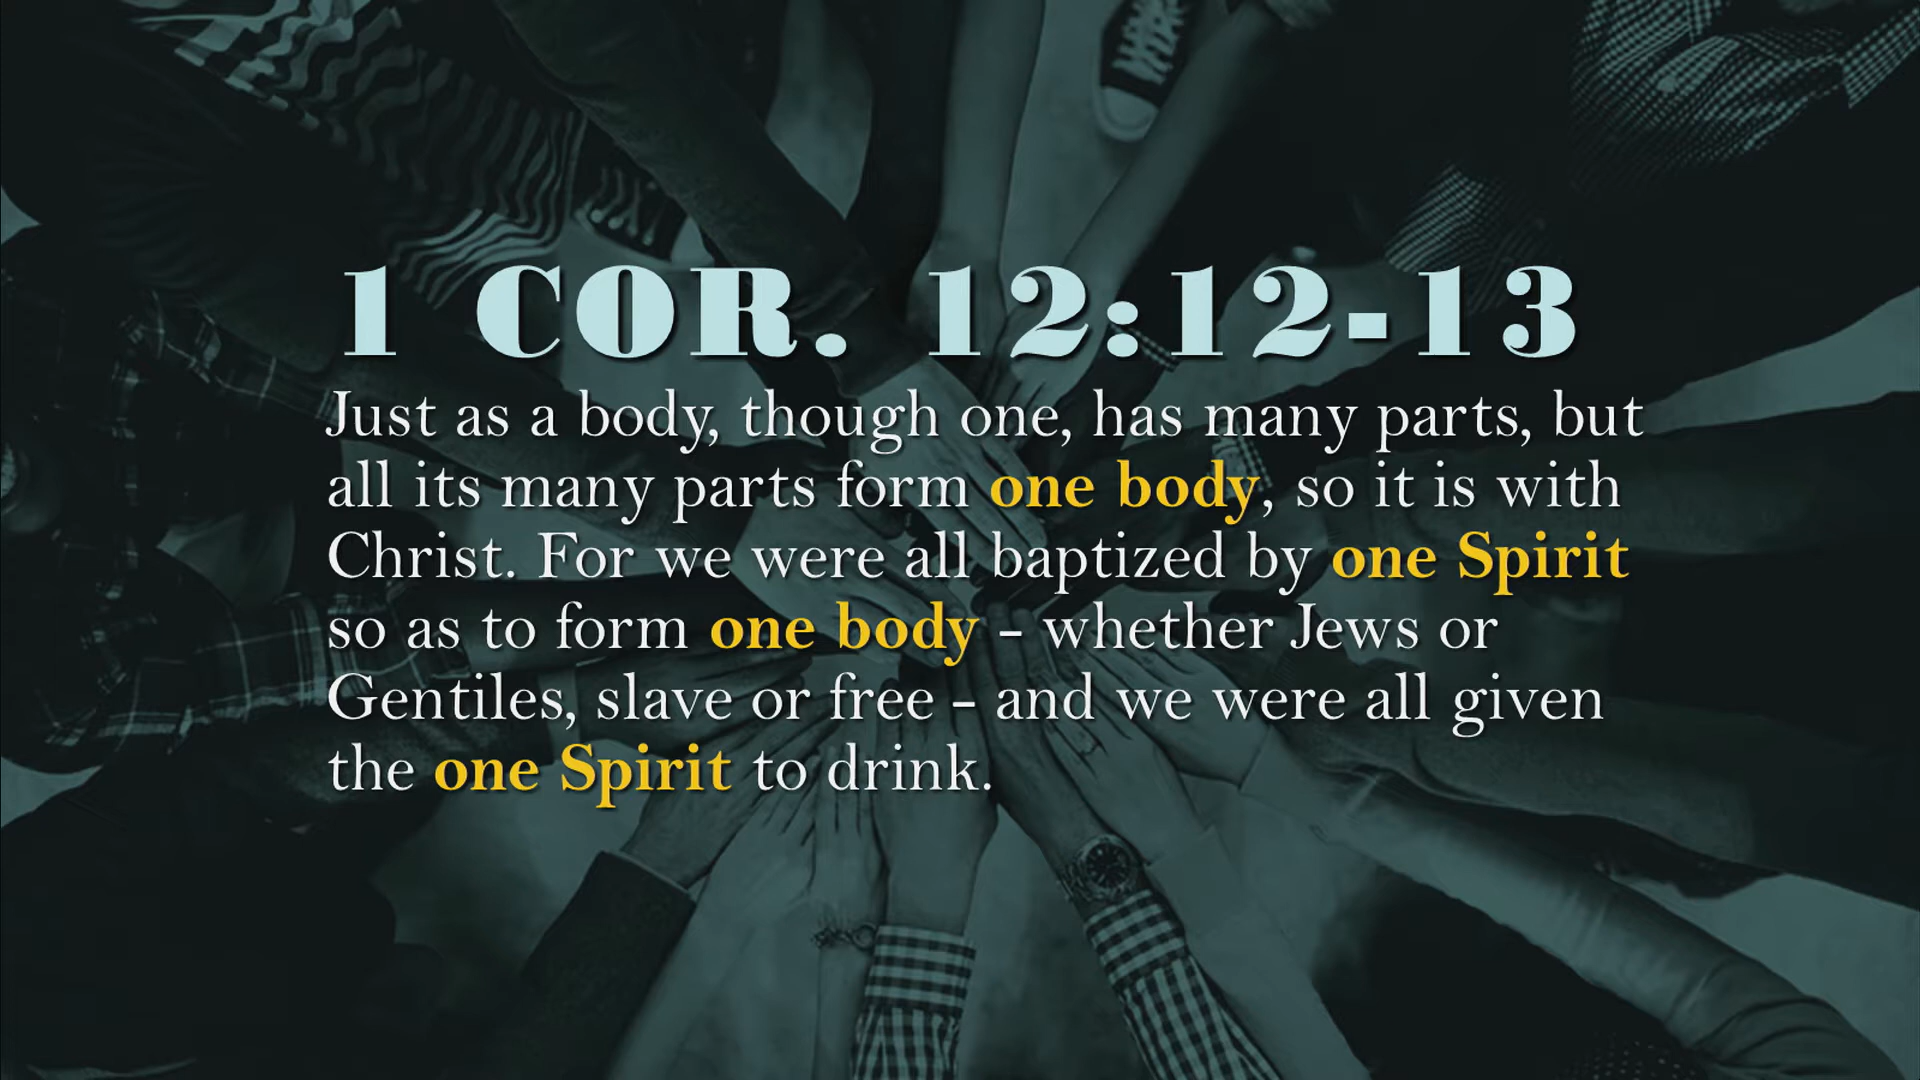 1 COR. 12:12-13
Just as a body, though one, has many parts, but
all its many parts form one body, so it is with
Christ. For we were all baptized by one Spirit
so as to form one body – whether Jews or
Gentiles, slave or free – and we were all given
the one Spirit to drink.